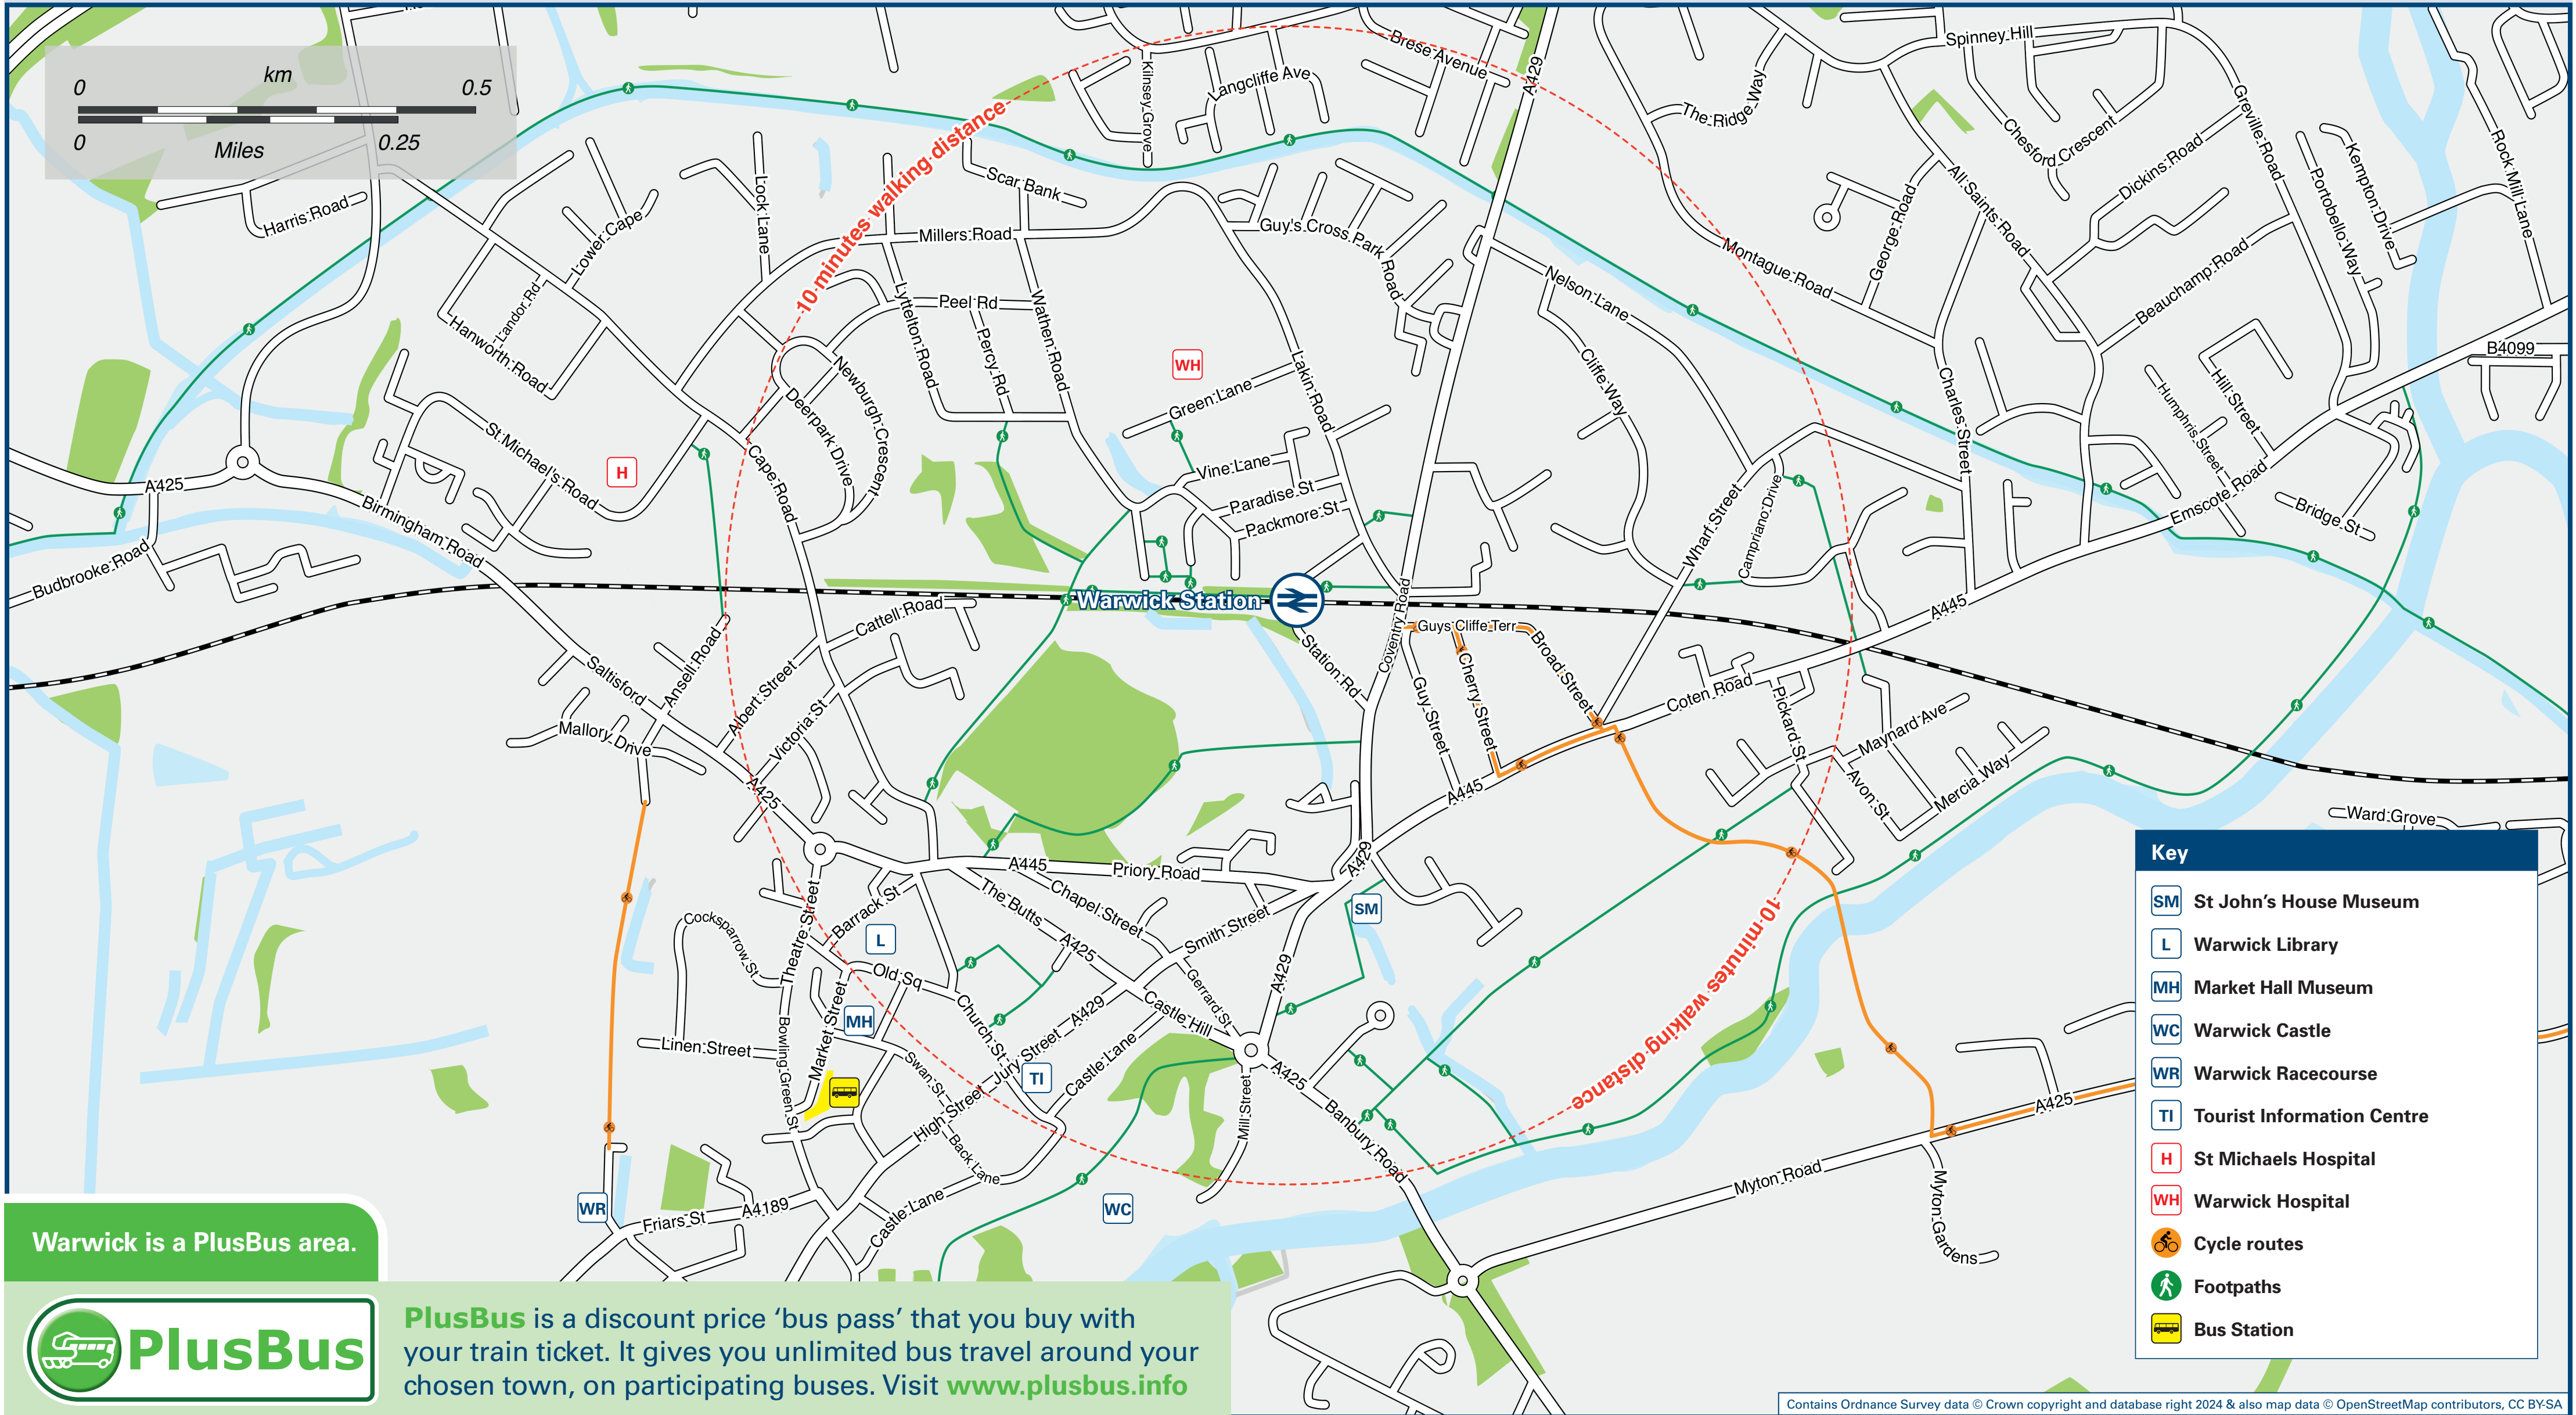 km
0
0.5
0
0.25
Miles
Brese Avenue
A429
Spinney Hill
Kilnsey Grove
Langcliffe Ave
The Ridge Way
Greville Road
Chesford Crescent
Dickins Road
Kempton Drive
Portobello Way
Rock Mill Lane
10 minutes walking distance
Scar Bank
Harris Road
Lock Lane
Lower Cape
Millers Road
Guy's Cross Park Road
All Saints Road
George Road
Montague Road
Beauchamp Road
Nelson Lane
Landor Rd
Hanworth Road
Lyttelton Road
Peel Rd
Percy Rd
Wathen Road
Lakin Road
Cliffe Way
B4099
Charles Street
Hill Street
Humphris Street
WH
Green Lane
Newburgh Crescent
Deerpark Drive
Cape Road
St Michael's Road
H
A425
Birmingham Road
Budbrooke Road
Vine Lane
Paradise St
Packmore St
Wharf Street
Campriano Drive
Emscote Road
Bridge St
Warwick Station
Coventry Road
A445
Cattell Road
Guys Cliffe Terr
Broad Street
Cherry Street
Guy Street
Station Rd
Saltisford
Ansell Road
Albert Street
Victoria St
Mallory Drive
A425
Coten Road
Pickard St
Maynard Ave
Avon St
Mercia Way
A445
Ward Grove
A429
A445
Priory Road
The Butts
Chapel Street
A425
Smith Street
SM
Barrack St
Theatre Street
Cocksparrow St
L
Old Sq
Gerrard St
A429
Castle Hill
A429
MH
Market Street
Church St
Jury Street
Castle Lane
TI
Linen Street
Bowling Green St
Swan St
High Street
Back Lane
Mill Street
A425
Banbury Road
10 minutes walking distance
A425
Myton Road
Myton Gardens
WR
Friars St
A4189
Castle Lane
WC
Key
SM St John’s House Museum
L Warwick Library
MH Market Hall Museum
WC Warwick Castle
WR Warwick Racecourse
TI Tourist Information Centre
H St Michaels Hospital
WH Warwick Hospital
Cycle routes
Footpaths
Bus Station
Warwick is a PlusBus area.
PlusBus
PlusBus is a discount price ‘bus pass’ that you buy with
your train ticket. It gives you unlimited bus travel around your
chosen town, on participating buses. Visit www.plusbus.info
Contains Ordnance Survey data © Crown copyright and database right 2024 & also map data © OpenStreetMap contributors, CC BY-SA